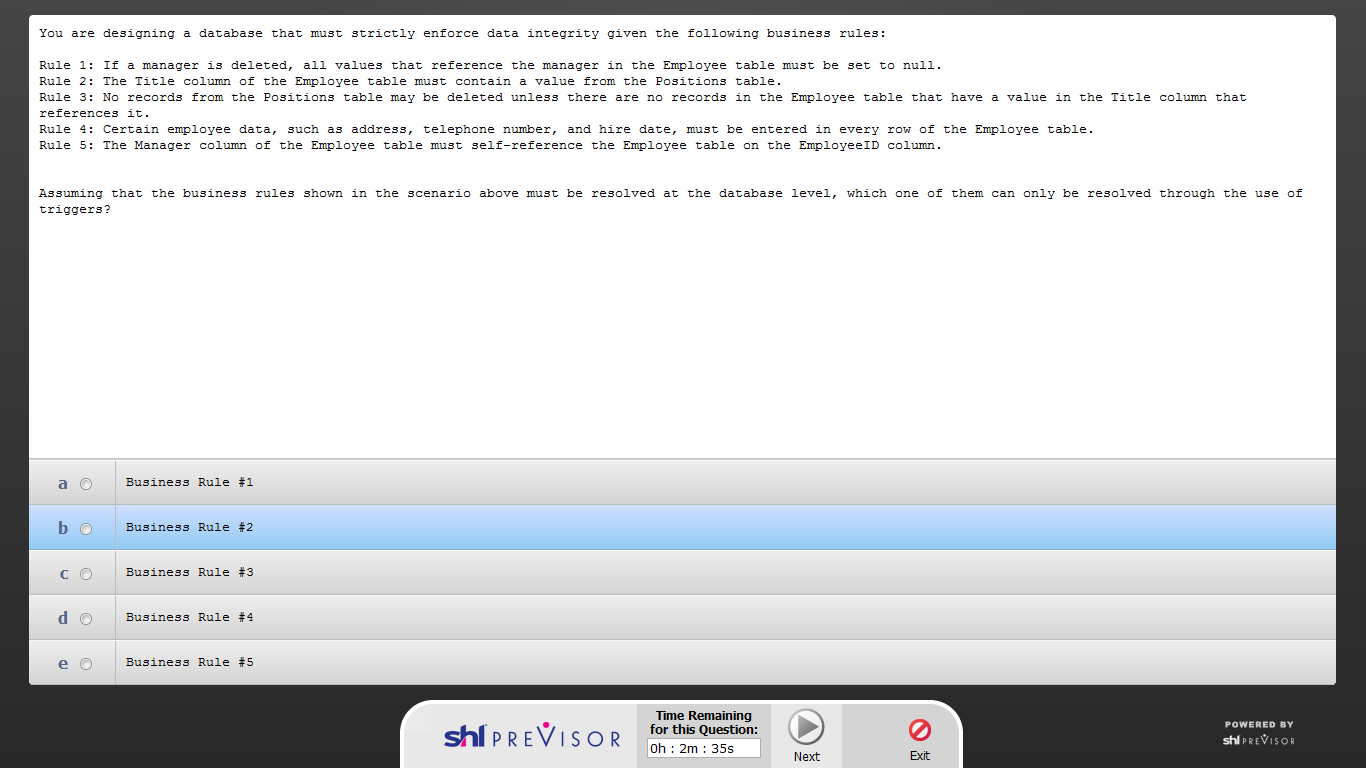 You are designing a database that must strictly enforce data integrity given the following business rules:
Rule 1: If a manager is deleted, all values that reference the manager in the Employee table must be set to null.
Rule 2: The Title column of the Employee table must contain a value from the Positions table.
Rule 3: No records from the Positions table may be deleted unless there are no records in the Employee table that have a value in the Title column that
references it.
Rule 4: Certain employee data, such as address, telephone number, and hire date, must be entered in every row of the Employee table.
Rule 5: The Manager column of the Employee table must self-reference the Employee table on the EmployeeID column.
Assuming that the business rules shown in the scenario above must be resolved at the database level, which one of them can only be resolved through the use of
triggers?
a Business Rule #1
b Business Rule #2
c Business Rule #3
d Business Rule #4
e Business Rule #5
shl PREVISOR
Time Remaining
for this Question:
0h : 2m : 35s
Next
Exit
POWERED BY
shl PREVISOR